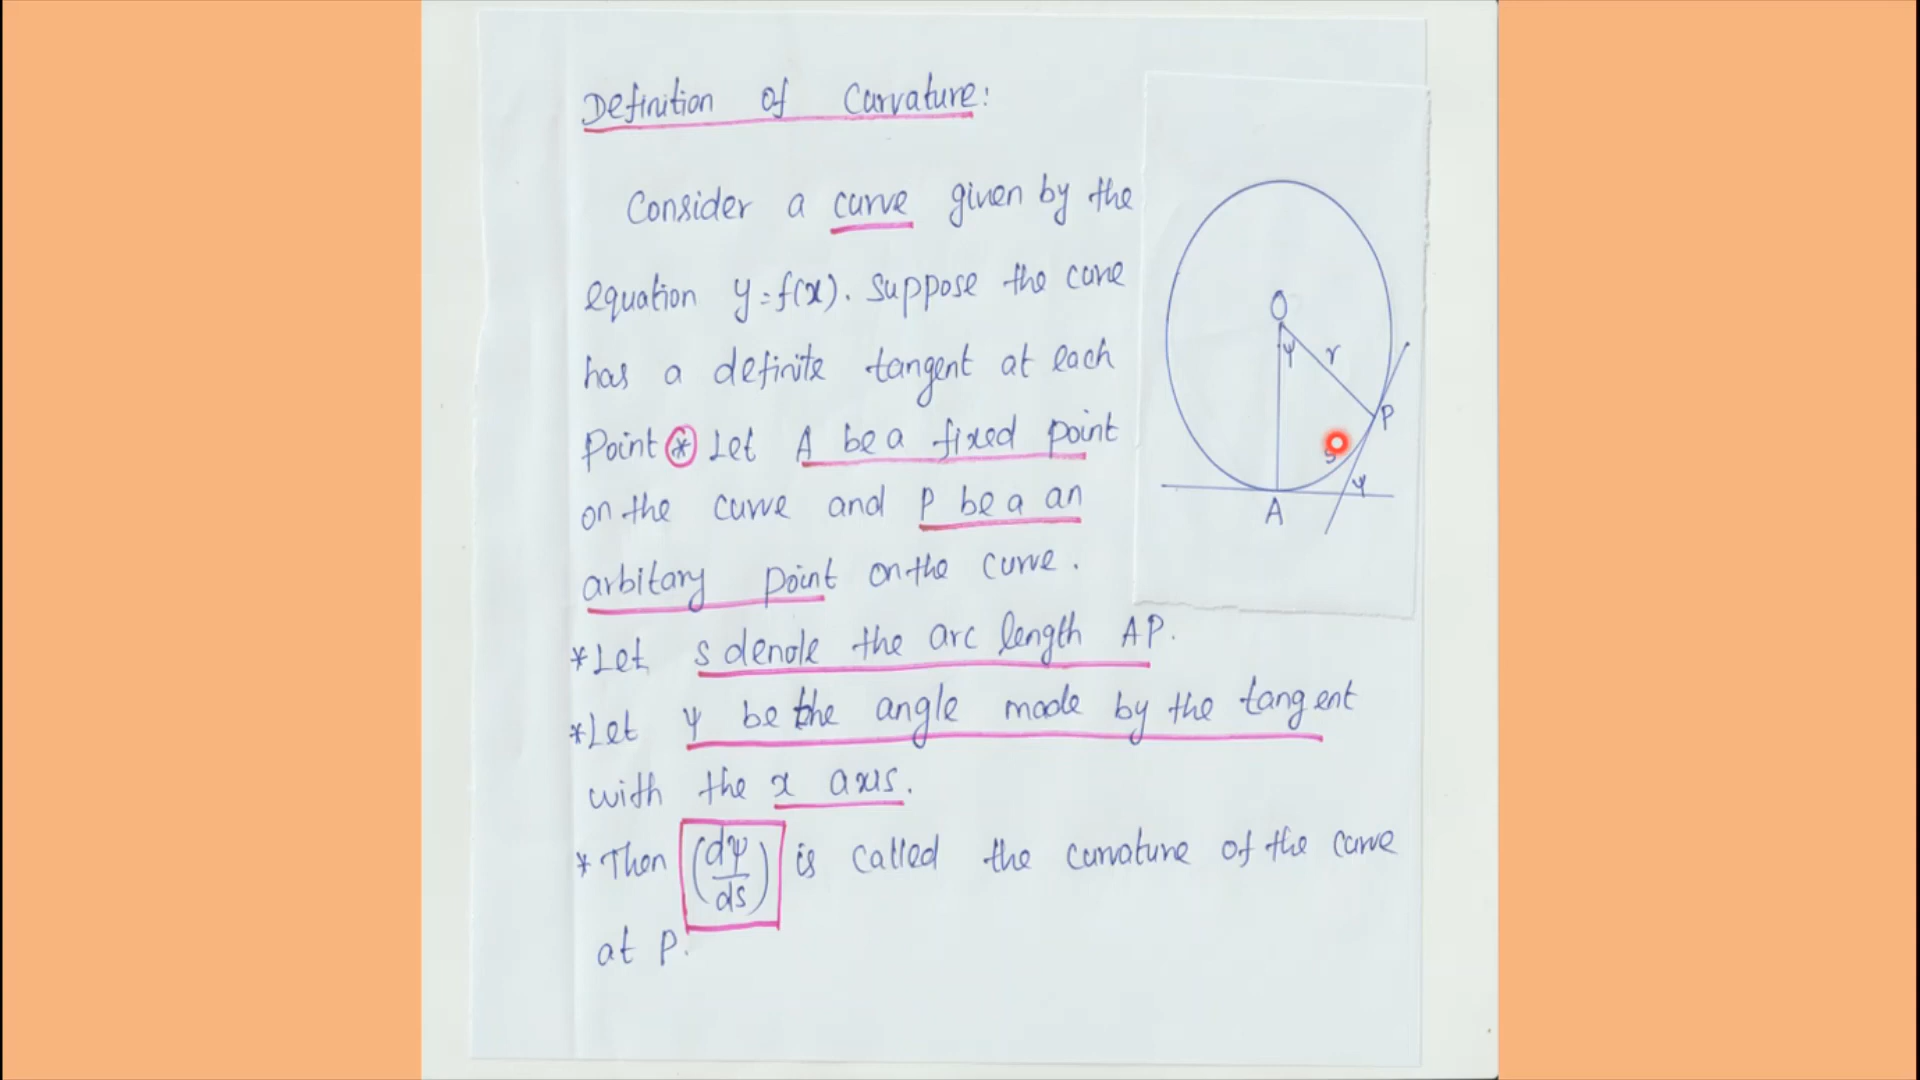 Definition of Curvature:
Consider a curve given by the
equation y=f(x). Suppose the curve
has a definite tangent at each
Point * Let A be a fixed point
on the curve and P be a an
arbitary point on the curve.
* Let s denote the arc length AP.
* Let ψ be the angle made by the tangent
with the x axis.
* Then (dψ/ds) is called the curvature of the curve
at P.
O
ψ
r
P
s
ψ
A